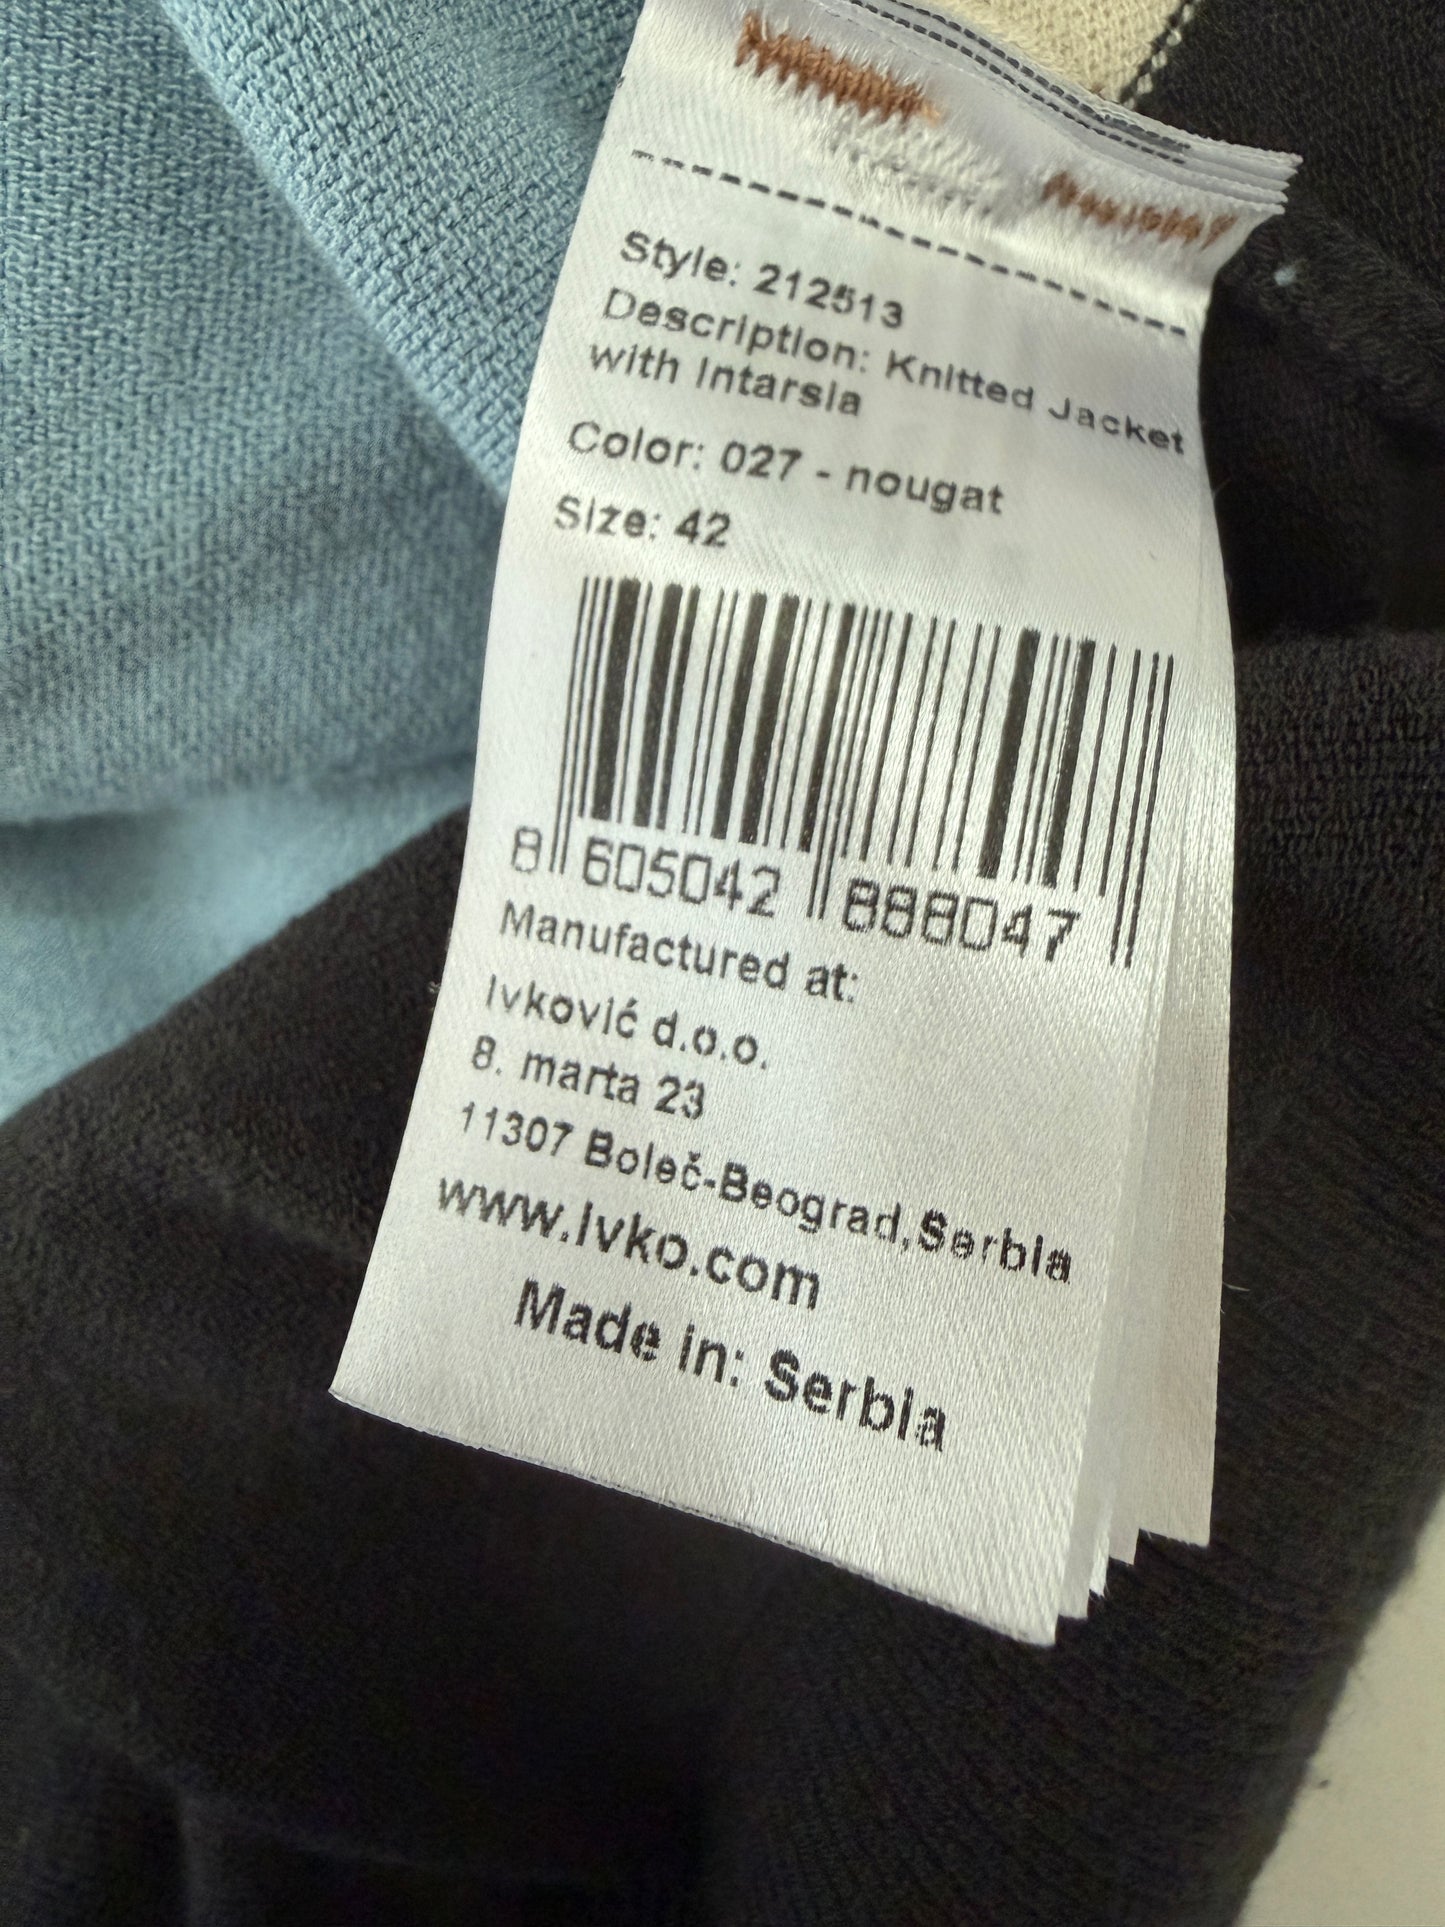 Style: 212513
Description: Knitted Jacket
with Intarsia
Color: 027 - nougat
Size: 42
8 605042 888047
Manufactured at:
Ivković d.o.o.
8. marta 23
11307 Boleč-Beograd,Serbia
www.ivko.com
Made in: Serbia